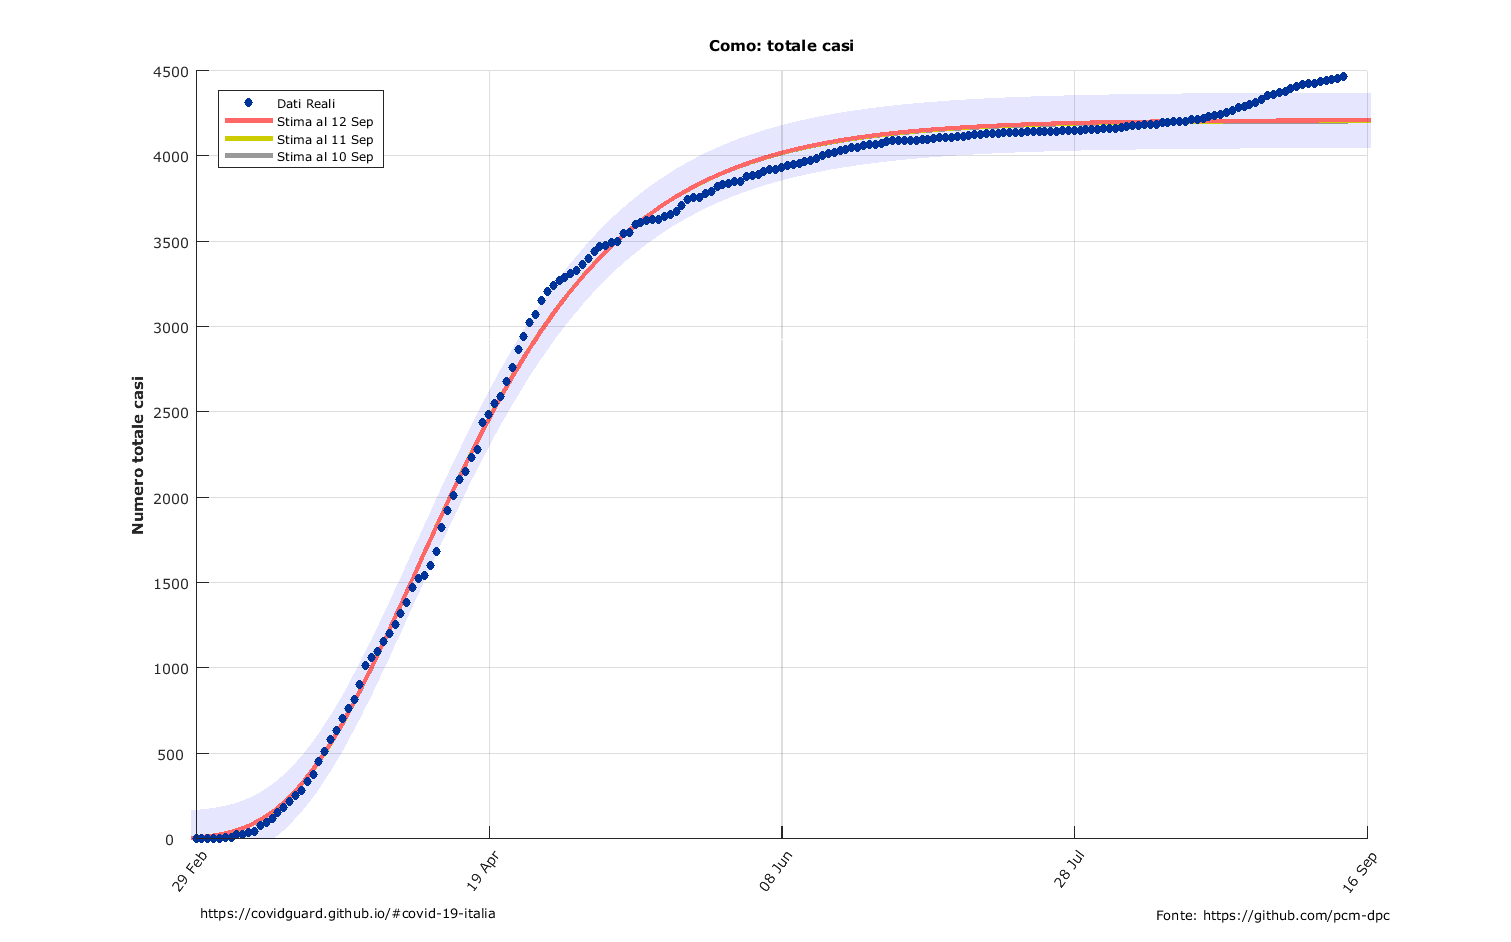 Como: totale casi
4500
4000
3500
3000
2500
2000
1500
1000
500
0
Numero totale casi
Dati Reali
Stima al 12 Sep
Stima al 11 Sep
Stima al 10 Sep
29 Feb
19 Apr
08 Jun
28 Jul
16 Sep
https://covidguard.github.io/#covid-19-italia
Fonte: https://github.com/pcm-dpc